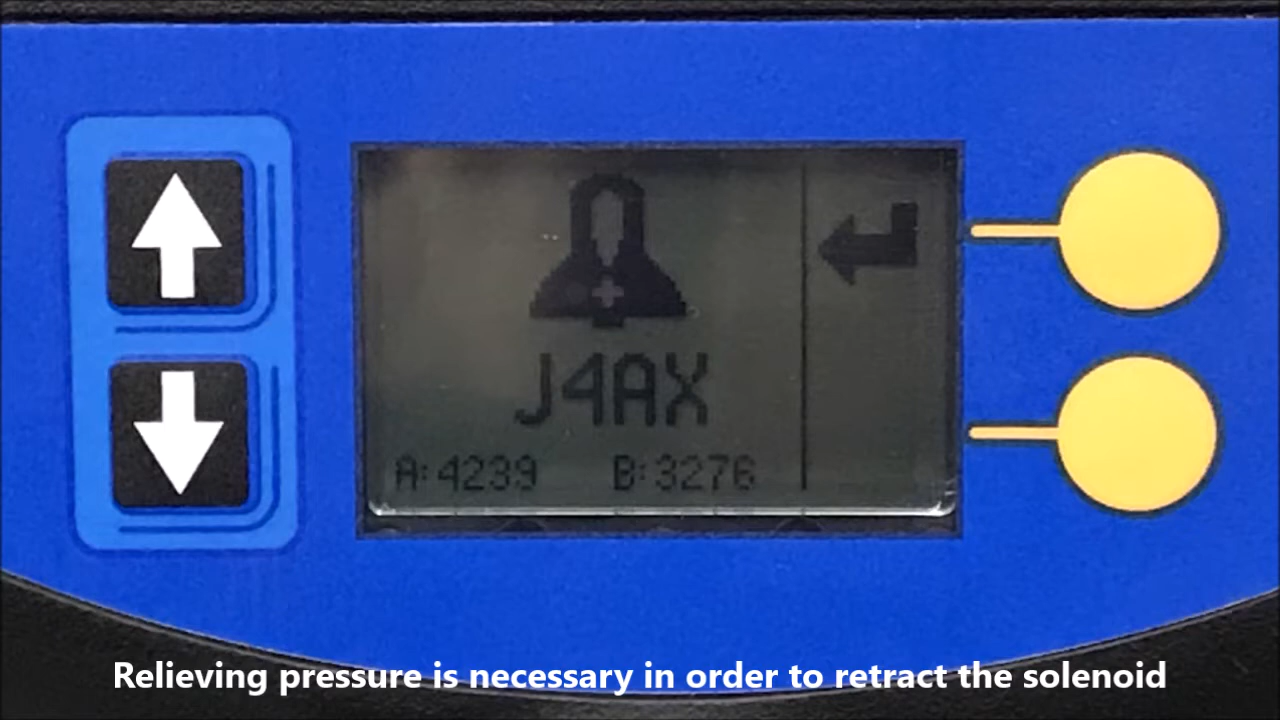 J4AX
A:4239 B:3276
Relieving pressure is necessary in order to retract the solenoid